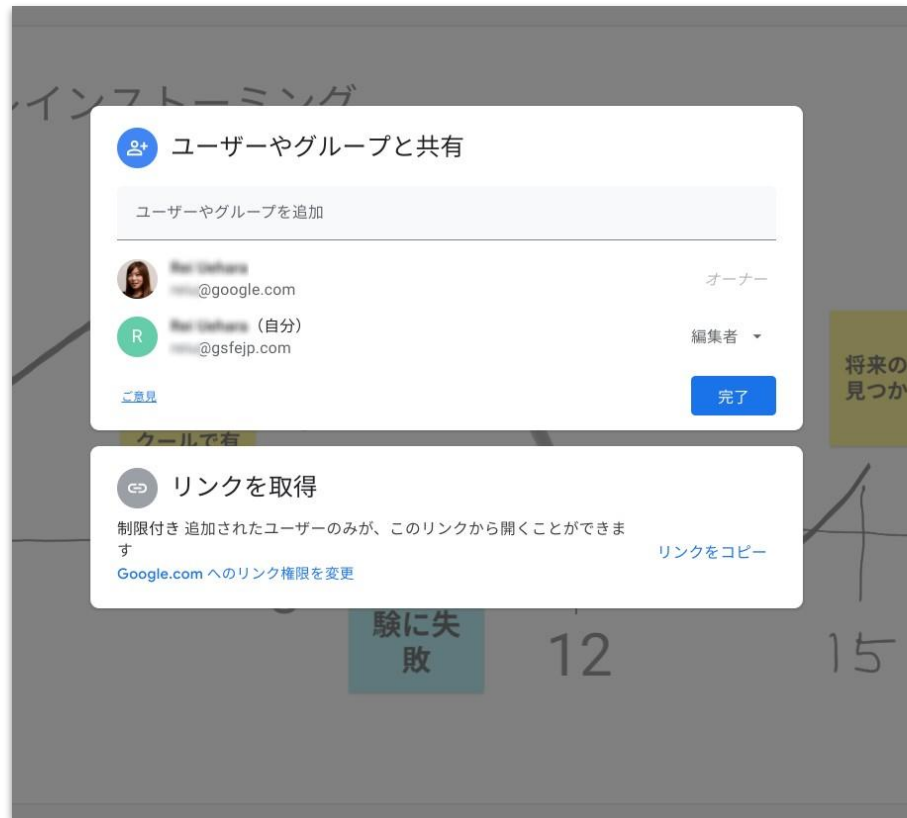 レインストーミング
ユーザーやグループと共有
ユーザーやグループを追加
@google.com
オーナー
R
（自分）
@gsfejp.com
編集者
ご意見
完了
将来の
見つか
クールで有
リンクを取得
制限付き 追加されたユーザーのみが、このリンクから開くことができま
す
リンクをコピー
Google.com へのリンク権限を変更
験に失
敗
12
15